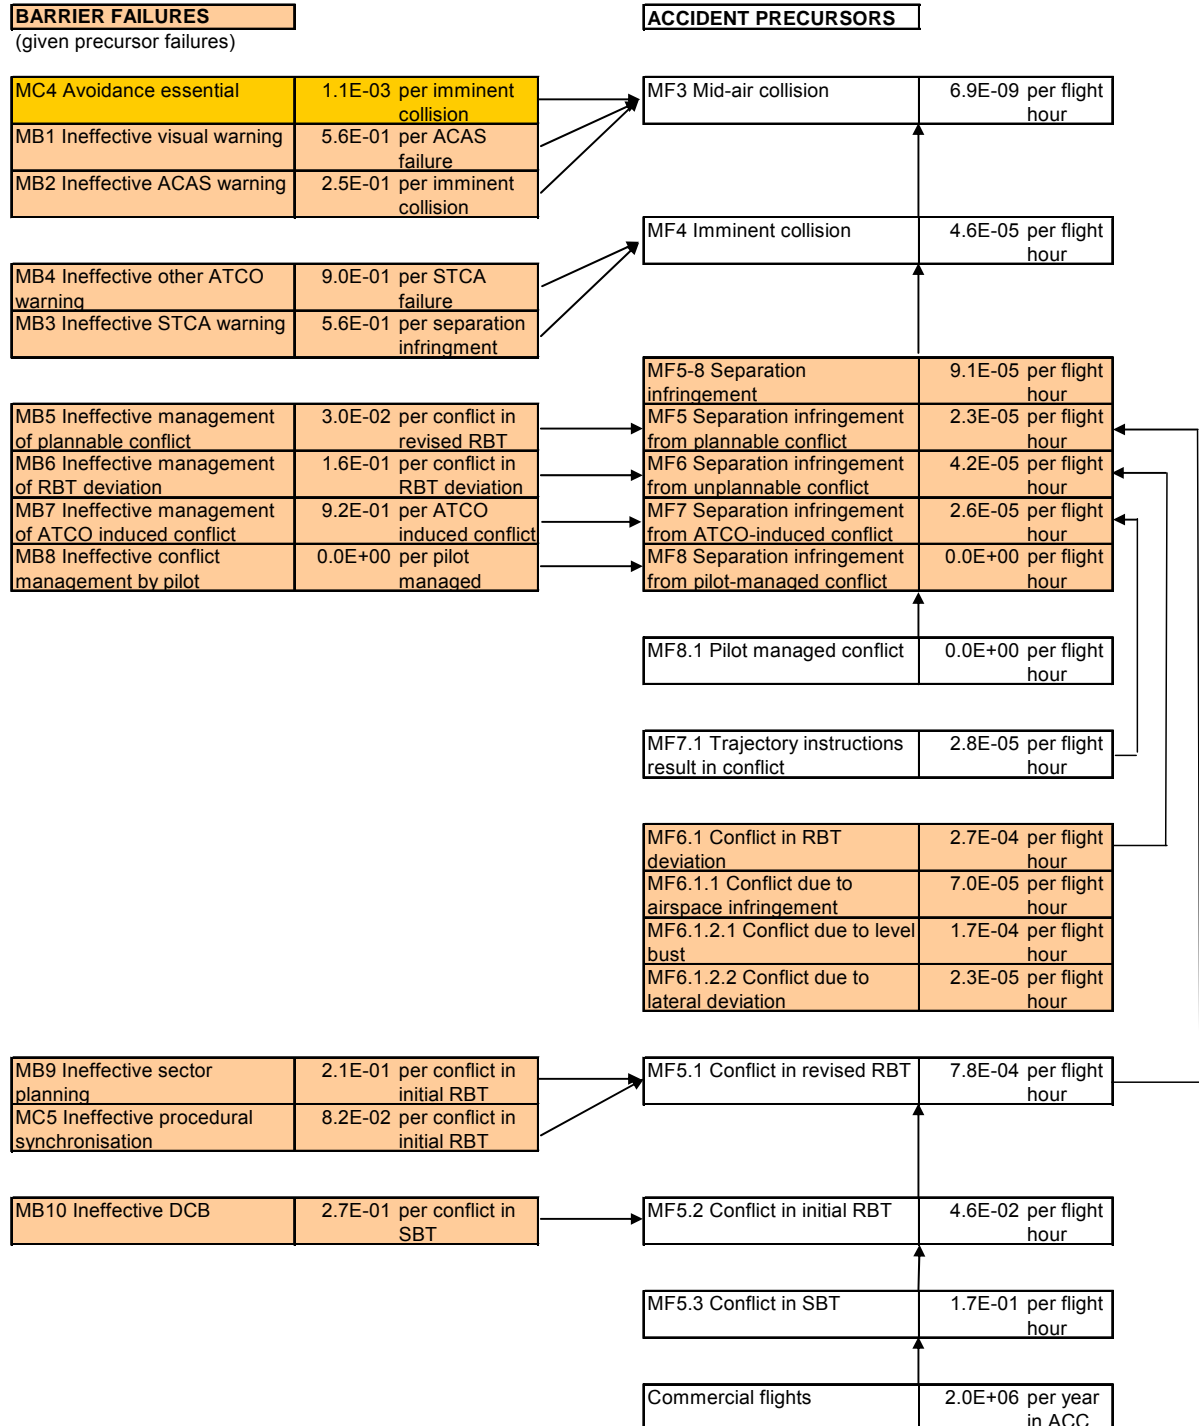 BARRIER FAILURES
ACCIDENT PRECURSORS
(given precursor failures)
MC4 Avoidance essential 1.1E-03 per imminent
collision
MF3 Mid-air collision 6.9E-09 per flight
hour
MB1 Ineffective visual warning 5.6E-01 per ACAS
failure
MB2 Ineffective ACAS warning 2.5E-01 per imminent
collision
MF4 Imminent collision 4.6E-05 per flight
hour
MB4 Ineffective other ATCO 9.0E-01 per STCA
warning failure
MB3 Ineffective STCA warning 5.6E-01 per separation
infringment
MF5-8 Separation 9.1E-05 per flight
infringement hour
MB5 Ineffective management 3.0E-02 per conflict in
of plannable conflict revised RBT
MF5 Separation infringement 2.3E-05 per flight
from plannable conflict hour
MB6 Ineffective management 1.6E-01 per conflict in
of RBT deviation RBT deviation
MF6 Separation infringement 4.2E-05 per flight
from unplannable conflict hour
MB7 Ineffective management 9.2E-01 per ATCO
of ATCO induced conflict induced conflict
MF7 Separation infringement 2.6E-05 per flight
from ATCO-induced conflict hour
MB8 Ineffective conflict 0.0E+00 per pilot
management by pilot managed
MF8 Separation infringement 0.0E+00 per flight
from pilot-managed conflict hour
MF8.1 Pilot managed conflict 0.0E+00 per flight
hour
MF7.1 Trajectory instructions 2.8E-05 per flight
result in conflict hour
MF6.1 Conflict in RBT 2.7E-04 per flight
deviation hour
MF6.1.1 Conflict due to 7.0E-05 per flight
airspace infringement hour
MF6.1.2.1 Conflict due to level 1.7E-04 per flight
bust hour
MF6.1.2.2 Conflict due to 2.3E-05 per flight
lateral deviation hour
MB9 Ineffective sector 2.1E-01 per conflict in
planning initial RBT
MF5.1 Conflict in revised RBT 7.8E-04 per flight
hour
MC5 Ineffective procedural 8.2E-02 per conflict in
synchronisation initial RBT
MB10 Ineffective DCB 2.7E-01 per conflict in
SBT
MF5.2 Conflict in initial RBT 4.6E-02 per flight
hour
MF5.3 Conflict in SBT 1.7E-01 per flight
hour
Commercial flights 2.0E+06 per year
in ACC